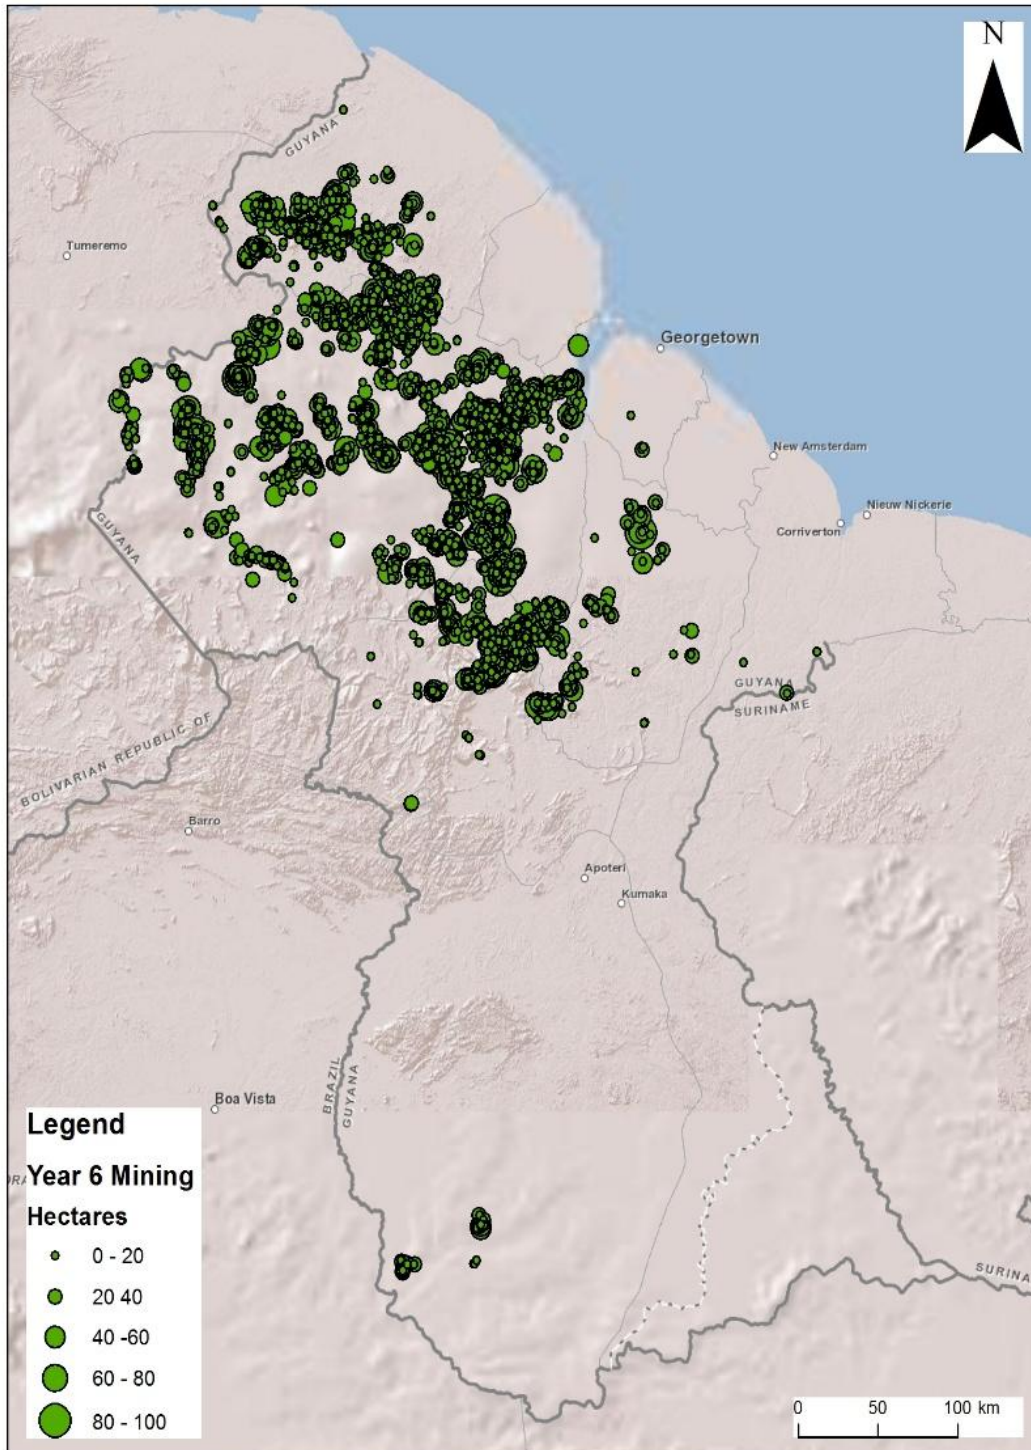 N
GUYANA
Tumeremo
Georgetown
New Amsterdam
Nieuw Nickerie
Corriverton
GUYANA
GUYANA
SURINAME
BOLIVARIAN REPUBLIC OF
Barro
Apoteri
Kumaka
BRAZIL
GUYANA
Boa Vista
Legend
Year 6 Mining
Hectares
0 - 20
20 40
40 -60
60 - 80
80 - 100
SURINA
0 50 100 km